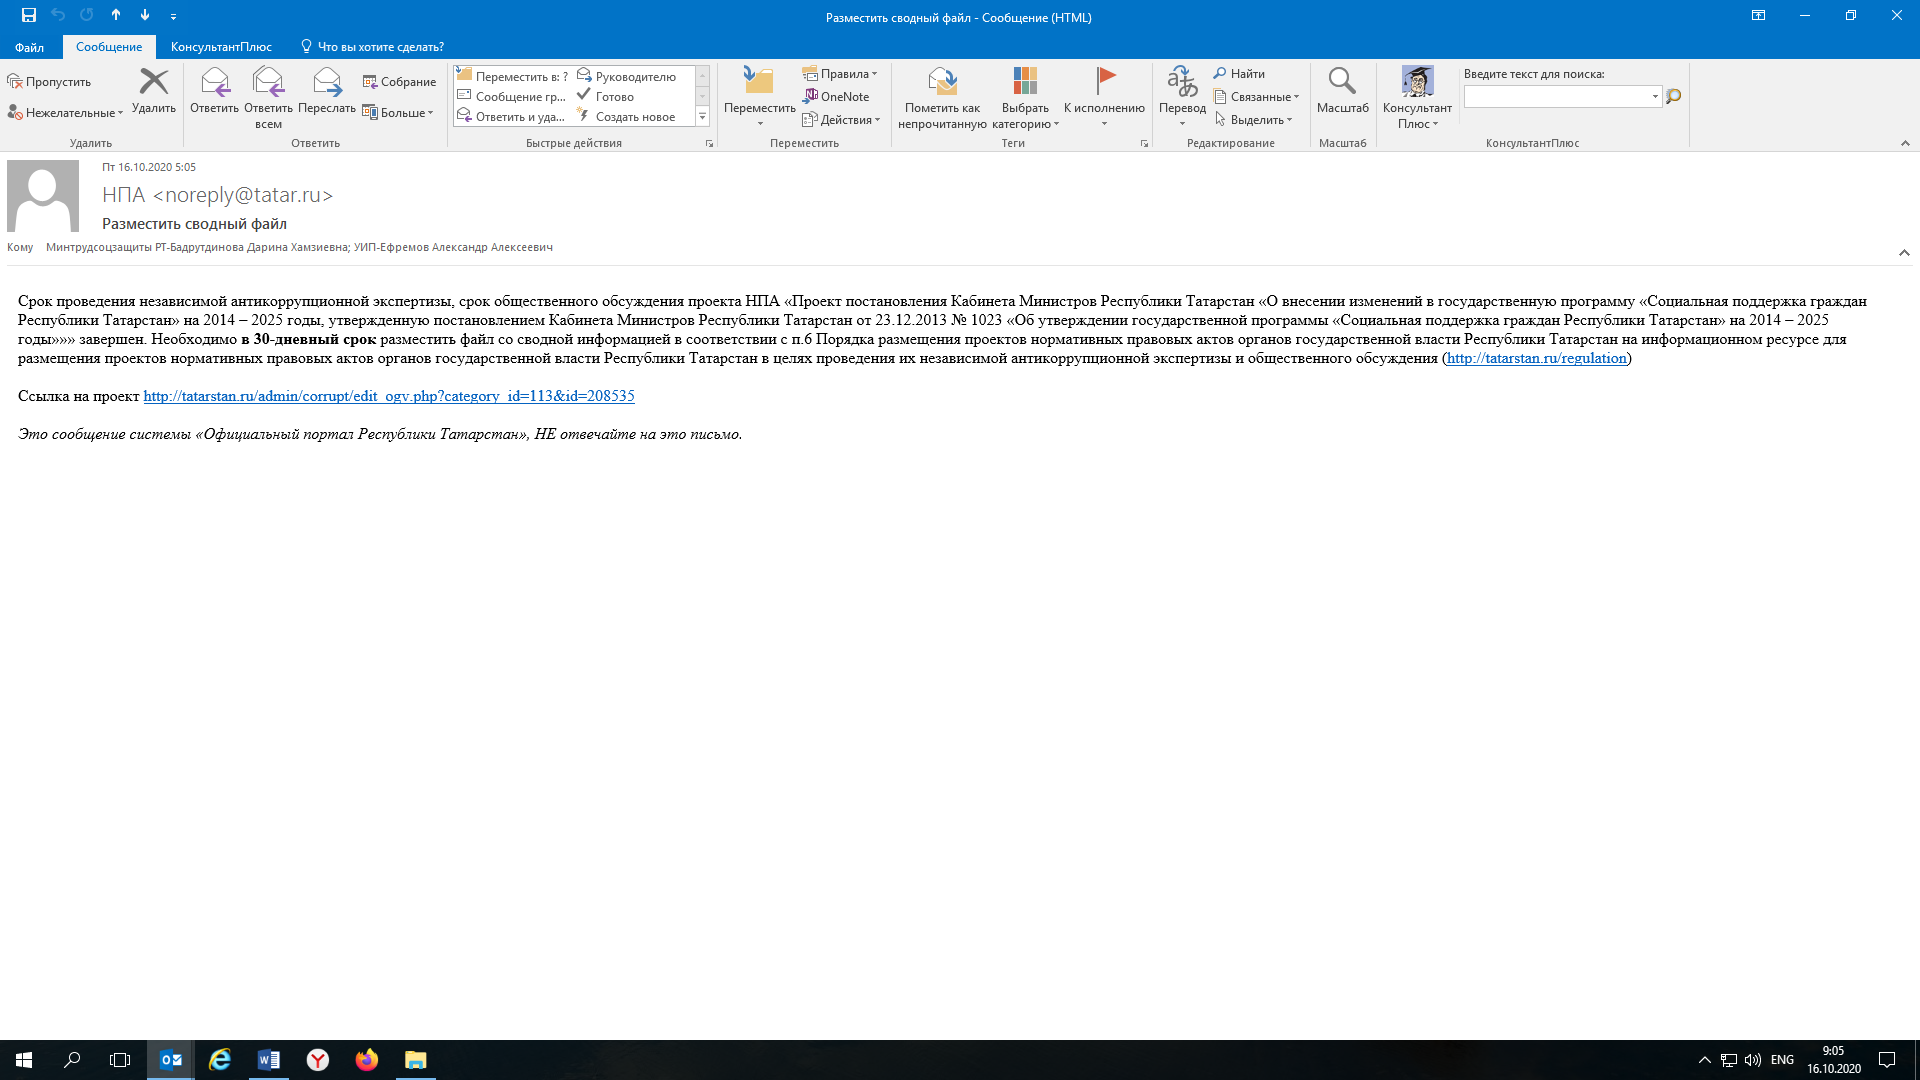 Разместить сводный файл - Сообщение (HTML)
Файл Сообщение КонсультантПлюс Что вы хотите сделать?
Пропустить
Нежелательные
Удалить
Удалить
Ответить
Ответить всем
Переслать
Собрание
Больше
Ответить
Переместить в: ?
Сообщение гр...
Ответить и уда...
Руководителю
Готово
Создать новое
Быстрые действия
Переместить
Правила
OneNote
Действия
Переместить
Пометить как непрочитанную
Выбрать категорию
К исполнению
Теги
Перевод
Найти
Связанные
Выделить
Редактирование
Масштаб
Масштаб
Консультант Плюс
Введите текст для поиска:
КонсультантПлюс
Пт 16.10.2020 5:05
НПА <noreply@tatar.ru>
Разместить сводный файл
Кому Минтрудсоцзащиты РТ-Бадрутдинова Дарина Хамзиевна; УИП-Ефремов Александр Алексеевич
Срок проведения независимой антикоррупционной экспертизы, срок общественного обсуждения проекта НПА «Проект постановления Кабинета Министров Республики Татарстан «О внесении изменений в государственную программу «Социальная поддержка граждан
Республики Татарстан» на 2014 – 2025 годы, утвержденную постановлением Кабинета Министров Республики Татарстан от 23.12.2013 № 1023 «Об утверждении государственной программы «Социальная поддержка граждан Республики Татарстан» на 2014 – 2025
годы»»» завершен. Необходимо в 30-дневный срок разместить файл со сводной информацией в соответствии с п.6 Порядка размещения проектов нормативных правовых актов органов государственной власти Республики Татарстан на информационном ресурсе для
размещения проектов нормативных правовых актов органов государственной власти Республики Татарстан в целях проведения их независимой антикоррупционной экспертизы и общественного обсуждения (http://tatarstan.ru/regulation)
Ссылка на проект http://tatarstan.ru/admin/corrupt/edit_ogv.php?category_id=113&id=208535
Это сообщение системы «Официальный портал Республики Татарстан», НЕ отвечайте на это письмо.
ENG
9:05
16.10.2020